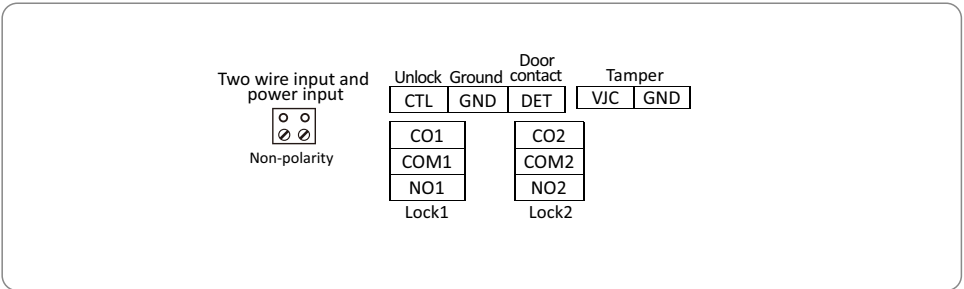 Two wire input and
power input
Non-polarity
Unlock Ground Door contact Tamper
CTL GND DET VJC GND
CO1
COM1
NO1
Lock1
CO2
COM2
NO2
Lock2